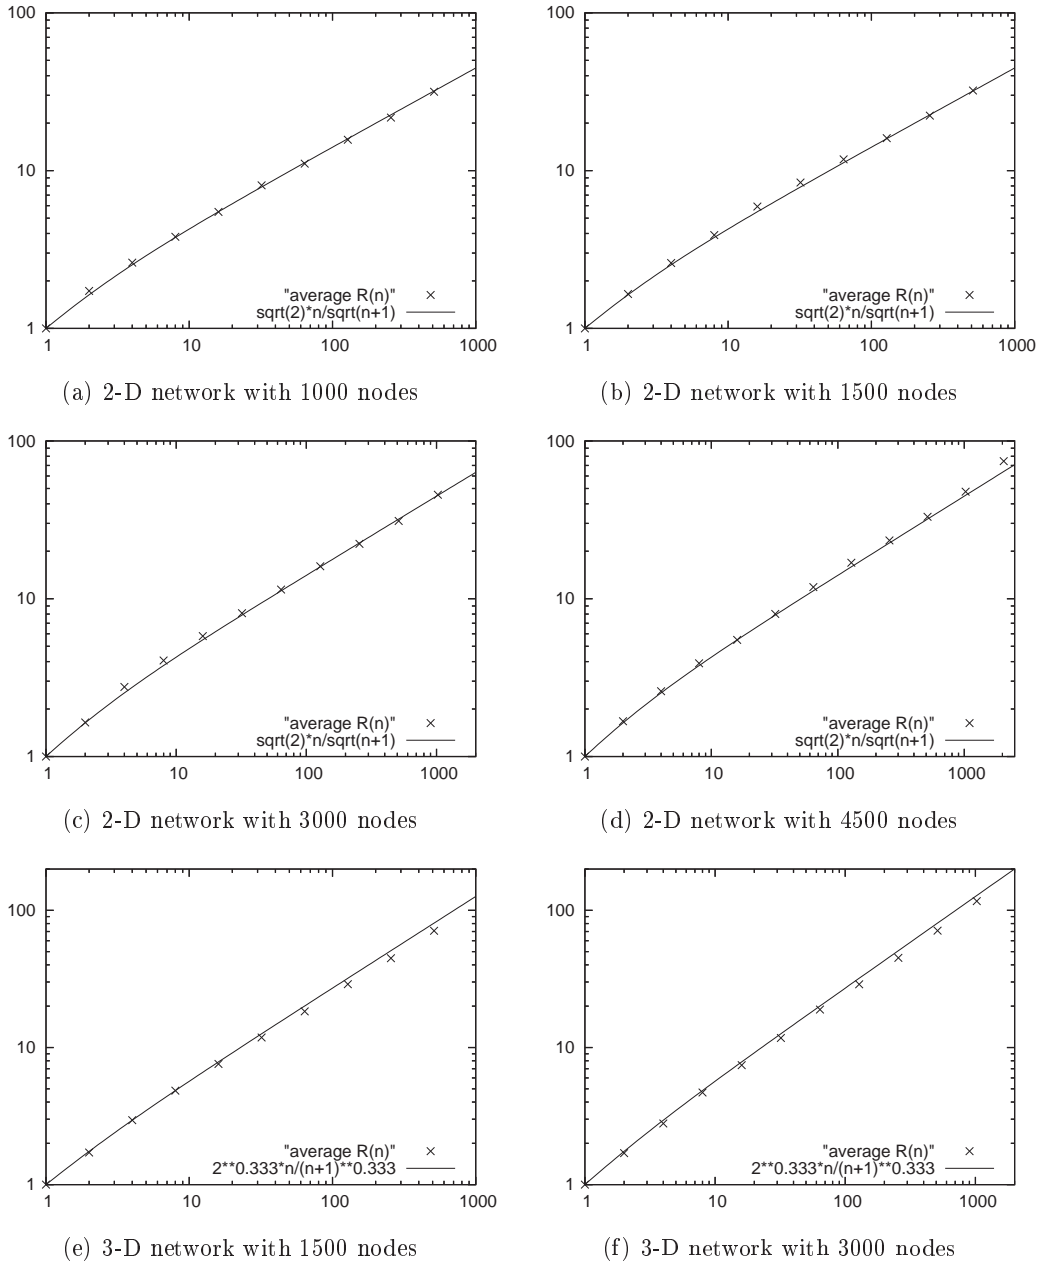 100
10
1
1
10
100
1000
"average R(n)"
sqrt(2)*n/sqrt(n+1)
(a) 2-D network with 1000 nodes
100
10
1
1
10
100
1000
"average R(n)"
sqrt(2)*n/sqrt(n+1)
(b) 2-D network with 1500 nodes
100
10
1
1
10
100
1000
"average R(n)"
sqrt(2)*n/sqrt(n+1)
(c) 2-D network with 3000 nodes
100
10
1
1
10
100
1000
"average R(n)"
sqrt(2)*n/sqrt(n+1)
(d) 2-D network with 4500 nodes
100
10
1
1
10
100
1000
"average R(n)"
2**0.333*n/(n+1)**0.333
(e) 3-D network with 1500 nodes
100
10
1
1
10
100
1000
"average R(n)"
2**0.333*n/(n+1)**0.333
(f) 3-D network with 3000 nodes